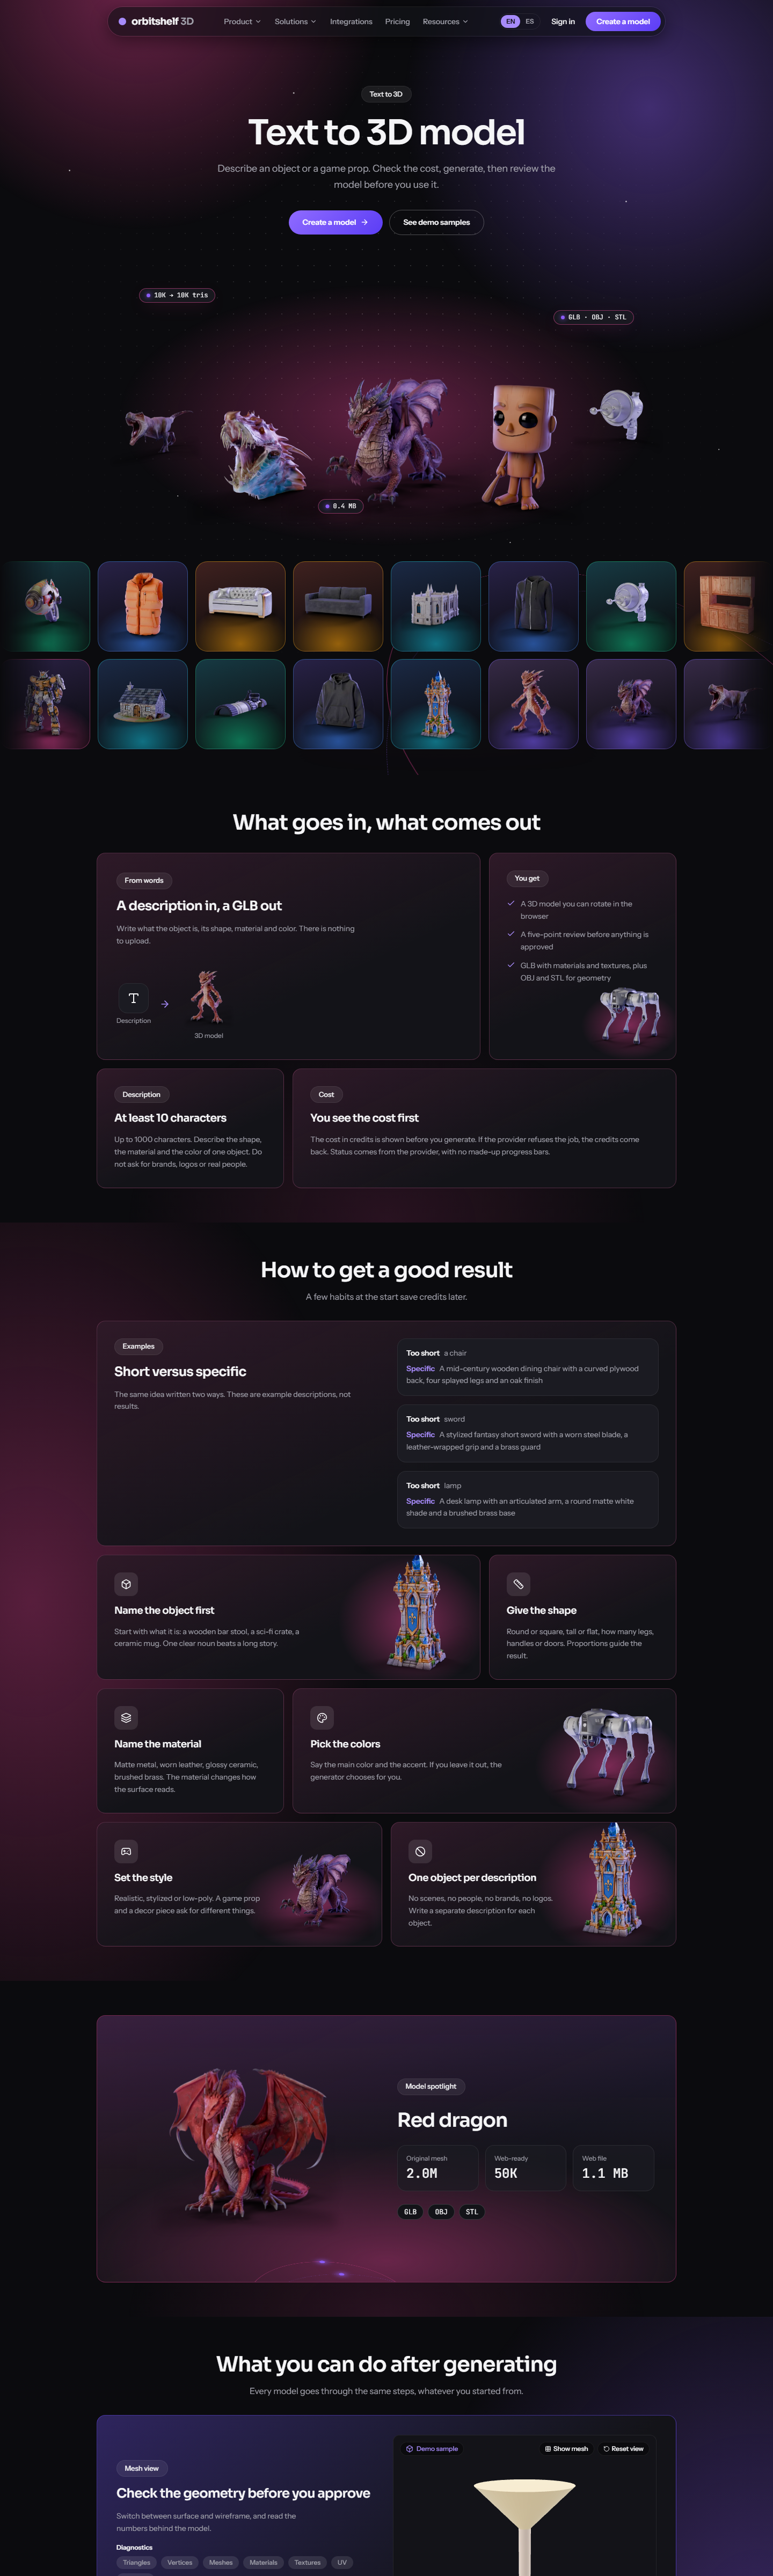 orbitshelf 3D
Product
Solutions
Integrations
Pricing
Resources
EN
ES
Sign in
Create a model
Text to 3D
Text to 3D model
Describe an object or a game prop. Check the cost, generate, then review the
model before you use it.
Create a model
See demo samples
GLB · OBJ · STL
What goes in, what comes out
From words
A description in, a GLB out
Write what the object is, its shape, material and color. There is nothing
to upload.
Description
3D model
You get
A 3D model you can rotate in the
browser
A five-point review before anything is
approved
GLB with materials and textures, plus
OBJ and STL for geometry
Description
At least 10 characters
Up to 1000 characters. Describe the shape,
the material and the color of one object. Do
not ask for brands, logos or real people.
Cost
You see the cost first
The cost in credits is shown before you generate. If the provider refuses the job, the credits come
back. Status comes from the provider, with no made-up progress bars.
How to get a good result
A few habits at the start save credits later.
Examples
Short versus specific
The same idea written two ways. These are example descriptions, not
results.
Too short a chair
Specific A mid-century wooden dining chair with a curved plywood
back, four splayed legs and an oak finish
Too short sword
Specific A stylized fantasy short sword with a worn steel blade, a
leather-wrapped grip and a brass guard
Too short lamp
Specific A desk lamp with an articulated arm, a round matte white
shade and a brushed brass base
Name the object first
Start with what it is: a wooden bar stool, a sci-fi crate, a
ceramic mug. One clear noun beats a long story.
Give the shape
Round or square, tall or flat, how many legs,
handles or doors. Proportions guide the
result.
Name the material
Matte metal, worn leather, glossy ceramic,
brushed brass. The material changes how
the surface reads.
Pick the colors
Say the main color and the accent. If you leave it out, the
generator chooses for you.
Set the style
Realistic, stylized or low-poly. A game prop
and a decor piece ask for different things.
One object per description
No scenes, no people, no brands, no logos.
Write a separate description for each
object.
Model spotlight
Red dragon
Original mesh
2.0M
Web-ready
50K
Web file
1.1 MB
GLB
OBJ
STL
What you can do after generating
Every model goes through the same steps, whatever you started from.
Mesh view
Check the geometry before you approve
Switch between surface and wireframe, and read the
numbers behind the model.
Diagnostics
Triangles
Vertices
Meshes
Materials
Textures
UV
Demo sample
Show mesh
Reset view